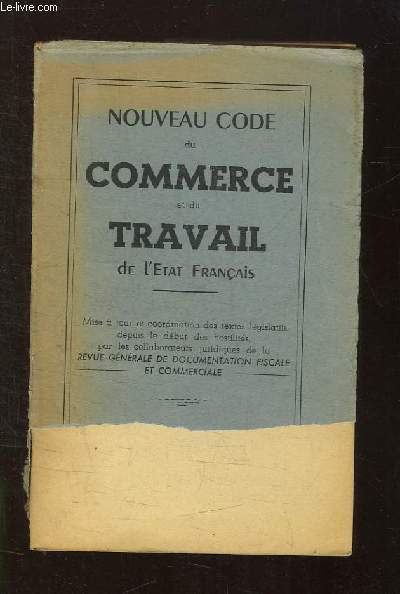 Le-livre.com
NOUVEAU CODE
du
COMMERCE
et du
TRAVAIL
de l'Etat Français
Mise à jour et coordination des textes législatifs
depuis le début des hostilités,
par les collaborateurs juridiques de la
REVUE GÉNÉRALE DE DOCUMENTATION FISCALE
ET COMMERCIALE